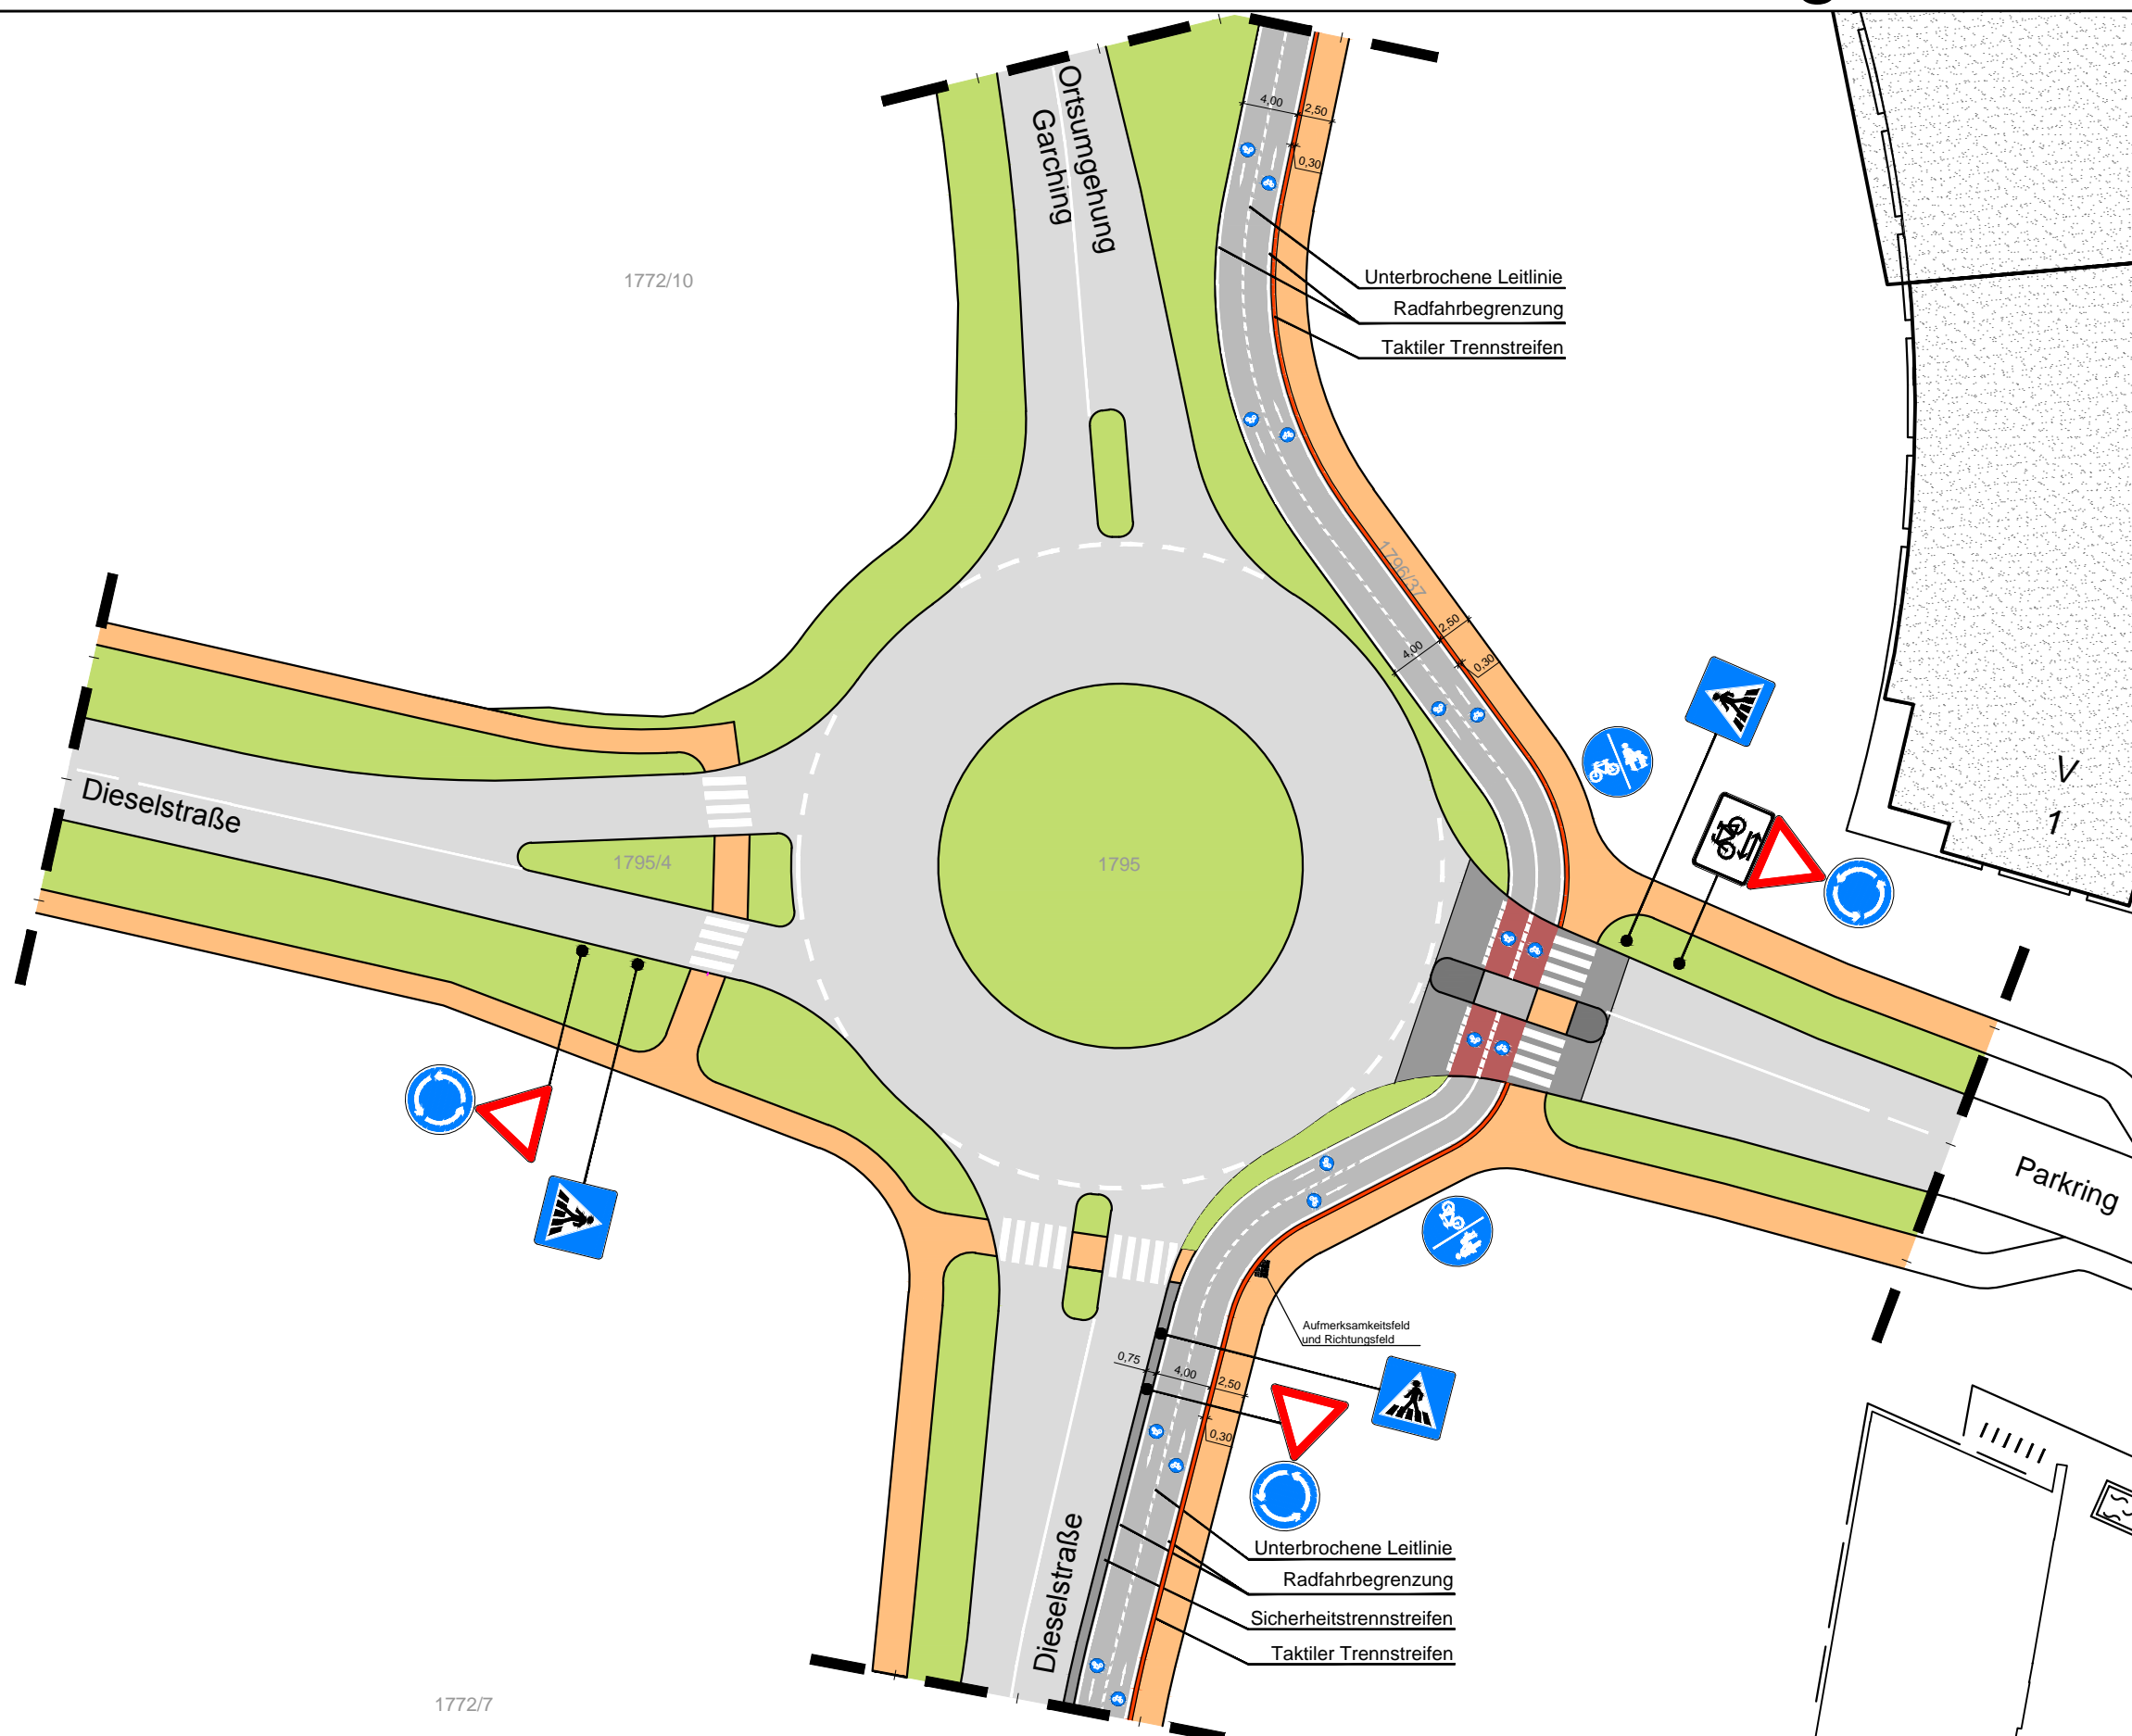 Ortsumgehung
Garching
4,00
2,50
0,30
1772/10
Unterbrochene Leitlinie
Radfahrbegrenzung
Taktiler Trennstreifen
1796/37
2,50
4,00
0,30
V
1
Dieselstraße
1795/4
1795
Parkring
Aufmerksamkeitsfeld
und Richtungsfeld
0,75
4,00
2,50
0,30
Dieselstraße
Unterbrochene Leitlinie
Radfahrbegrenzung
Sicherheitstrennstreifen
Taktiler Trennstreifen
1772/7